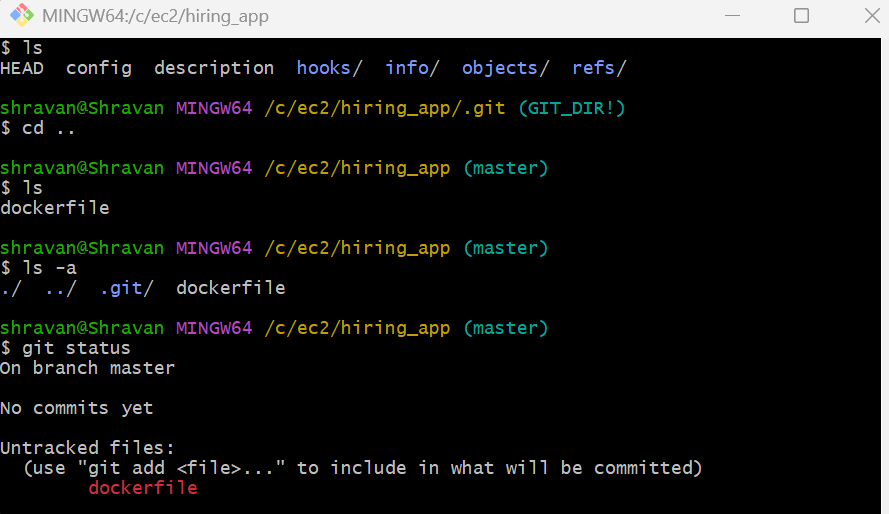 MINGW64:/c/ec2/hiring_app
$ ls
HEAD  config  description  hooks/  info/  objects/  refs/
shravan@Shravan MINGW64 /c/ec2/hiring_app/.git (GIT_DIR!)
$ cd ..
shravan@Shravan MINGW64 /c/ec2/hiring_app (master)
$ ls
dockerfile
shravan@Shravan MINGW64 /c/ec2/hiring_app (master)
$ ls -a
./  ../  .git/  dockerfile
shravan@Shravan MINGW64 /c/ec2/hiring_app (master)
$ git status
On branch master
No commits yet
Untracked files:
  (use "git add <file>..." to include in what will be committed)
        dockerfile